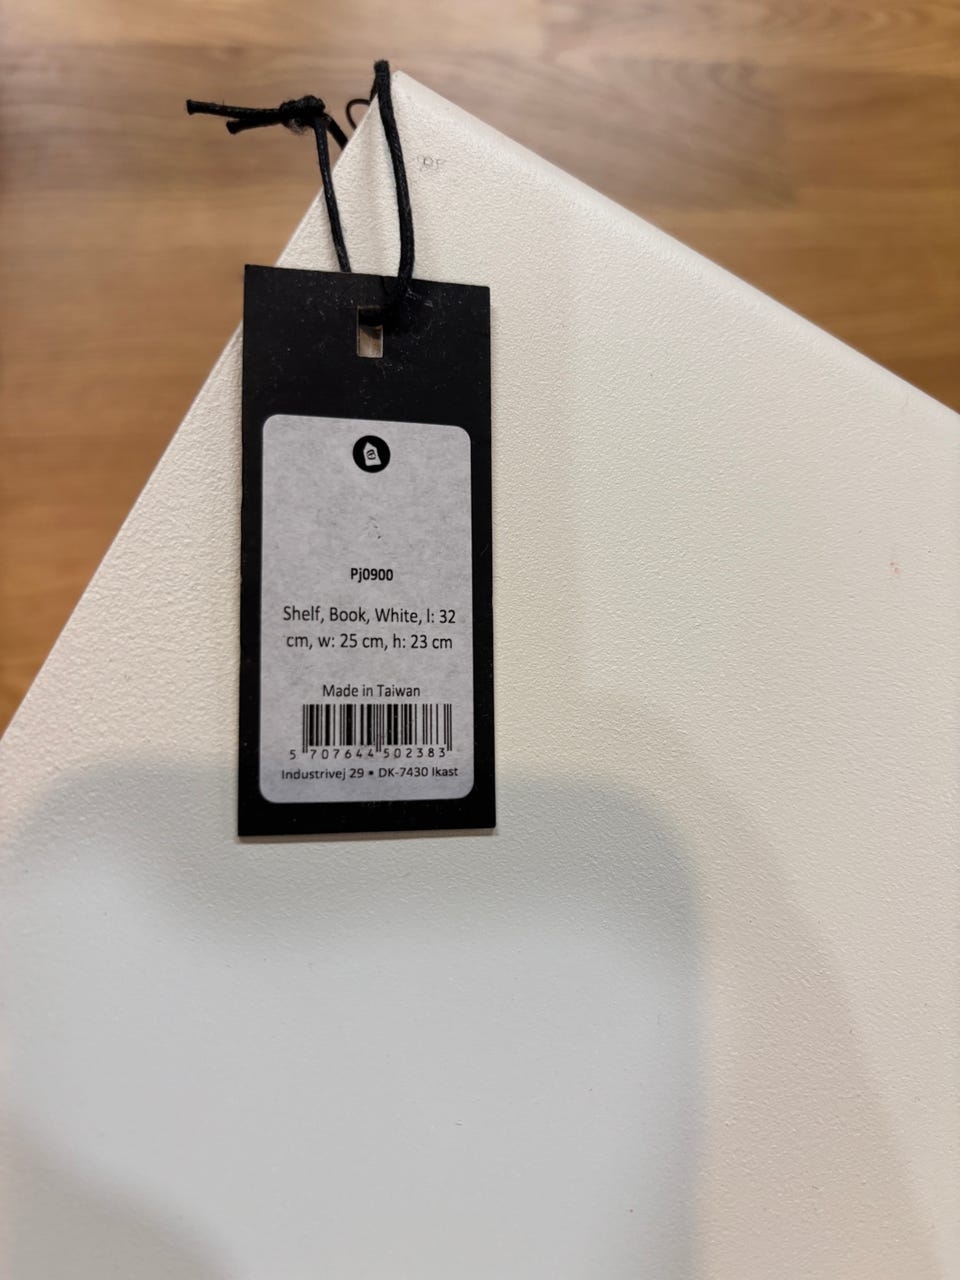 Pj0900
Shelf, Book, White, l: 32
cm, w: 25 cm, h: 23 cm
Made in Taiwan
5 707644 502383
Industrivej 29 • DK-7430 Ikast